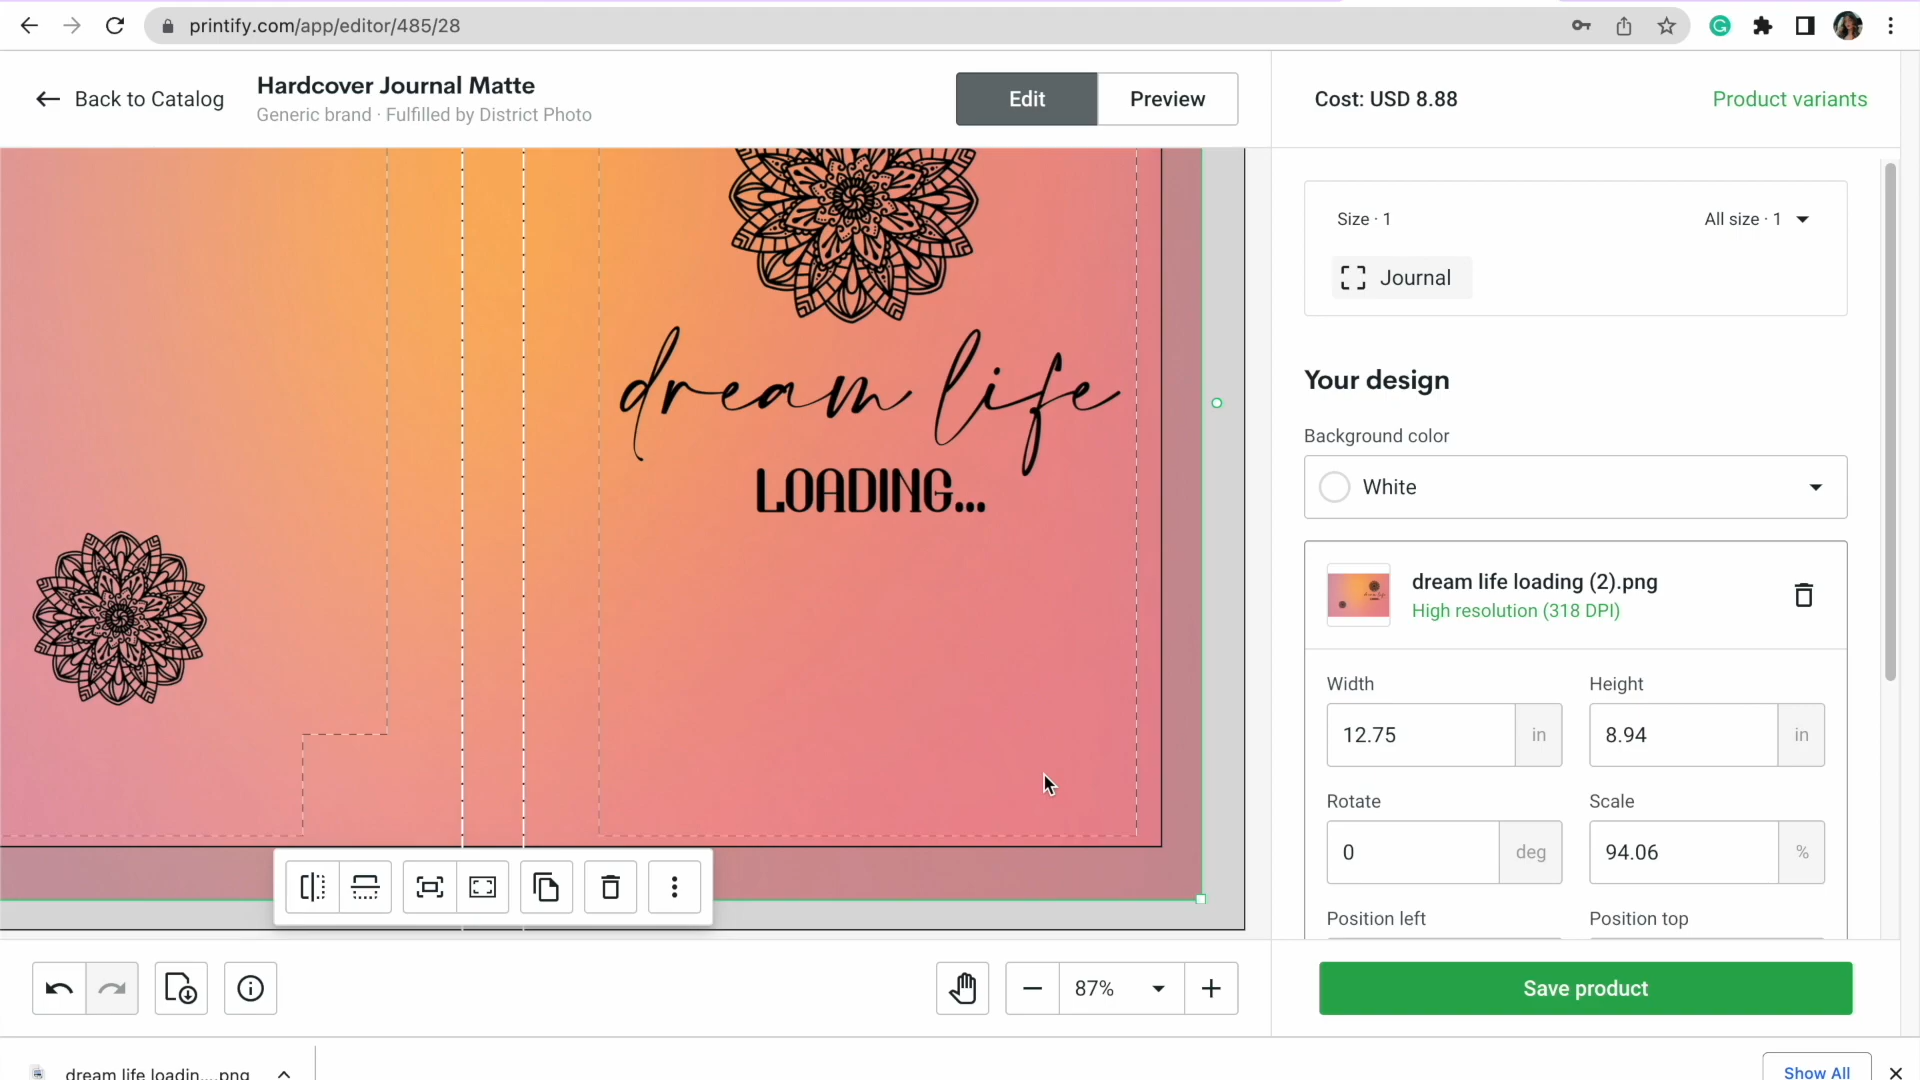 printify.com/app/editor/485/28
Back to Catalog
Hardcover Journal Matte
Generic brand · Fulfilled by District Photo
Edit
Preview
Cost: USD 8.88
Product variants
Size · 1
All size · 1
Journal
dream life
LOADING...
Your design
Background color
White
dream life loading (2).png
High resolution (318 DPI)
Width
Height
12.75 in
8.94 in
Rotate
Scale
0 deg
94.06 %
Position left
Position top
87%
Save product
dream life loadin....png
Show All